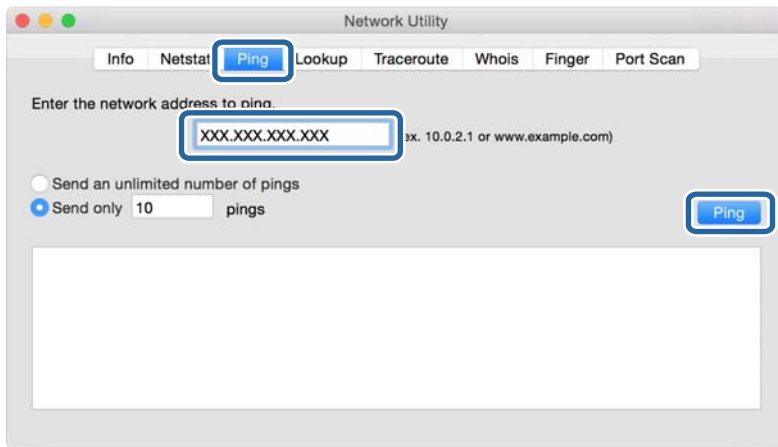 Network Utility
Info Netstat Ping Lookup Traceroute Whois Finger Port Scan
Enter the network address to ping.
XXX.XXX.XXX.XXX ex. 10.0.2.1 or www.example.com)
Send an unlimited number of pings
Send only 10 pings
Ping